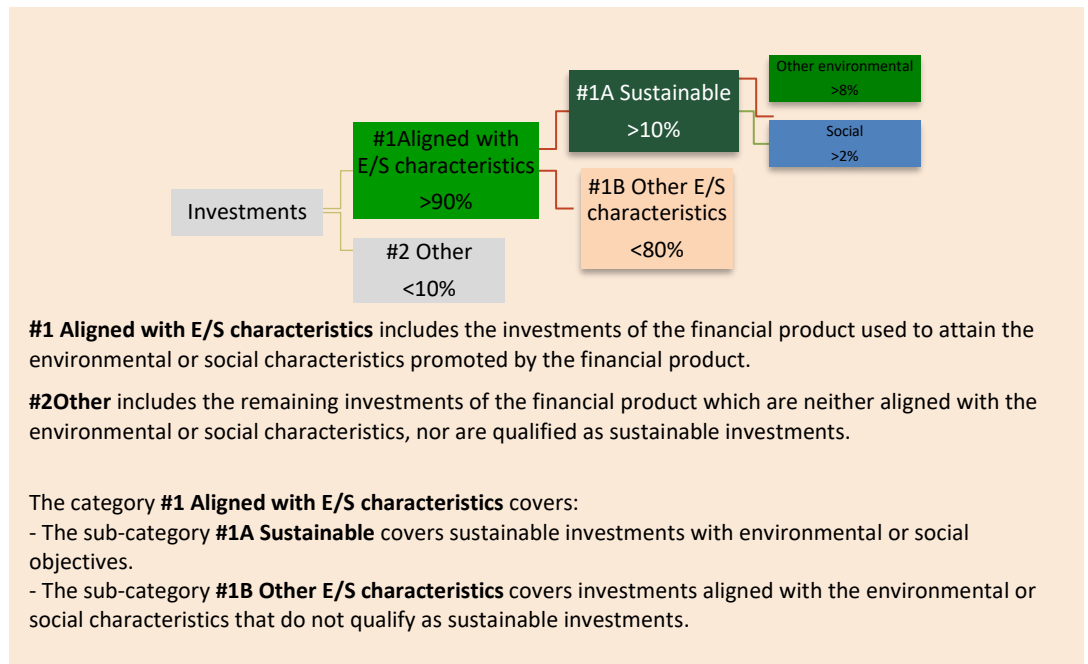 Other environmental
>8%
#1A Sustainable
>10%
Social
>2%
#1Aligned with
E/S characteristics
>90%
#1B Other E/S
characteristics
<80%
Investments
#2 Other
<10%
#1 Aligned with E/S characteristics includes the investments of the financial product used to attain the
environmental or social characteristics promoted by the financial product.
#2Other includes the remaining investments of the financial product which are neither aligned with the
environmental or social characteristics, nor are qualified as sustainable investments.
The category #1 Aligned with E/S characteristics covers:
- The sub-category #1A Sustainable covers sustainable investments with environmental or social
objectives.
- The sub-category #1B Other E/S characteristics covers investments aligned with the environmental or
social characteristics that do not qualify as sustainable investments.